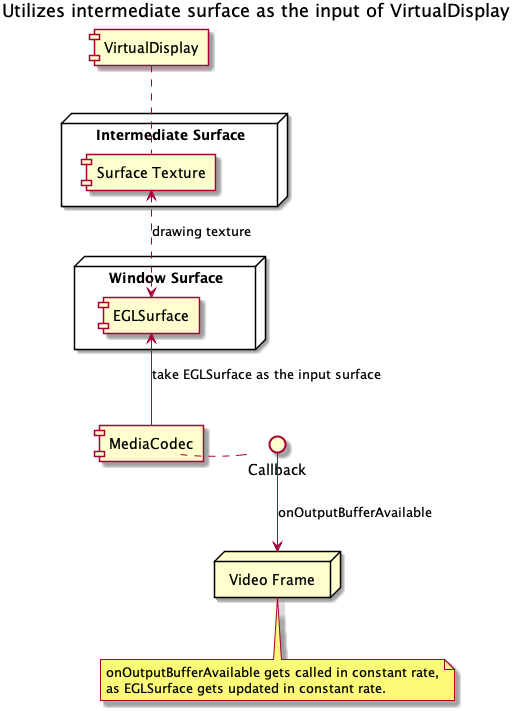 Utilizes intermediate surface as the input of VirtualDisplay
VirtualDisplay
Intermediate Surface
Surface Texture
drawing texture
Window Surface
EGLSurface
take EGLSurface as the input surface
MediaCodec
Callback
onOutputBufferAvailable
Video Frame
onOutputBufferAvailable gets called in constant rate,
as EGLSurface gets updated in constant rate.